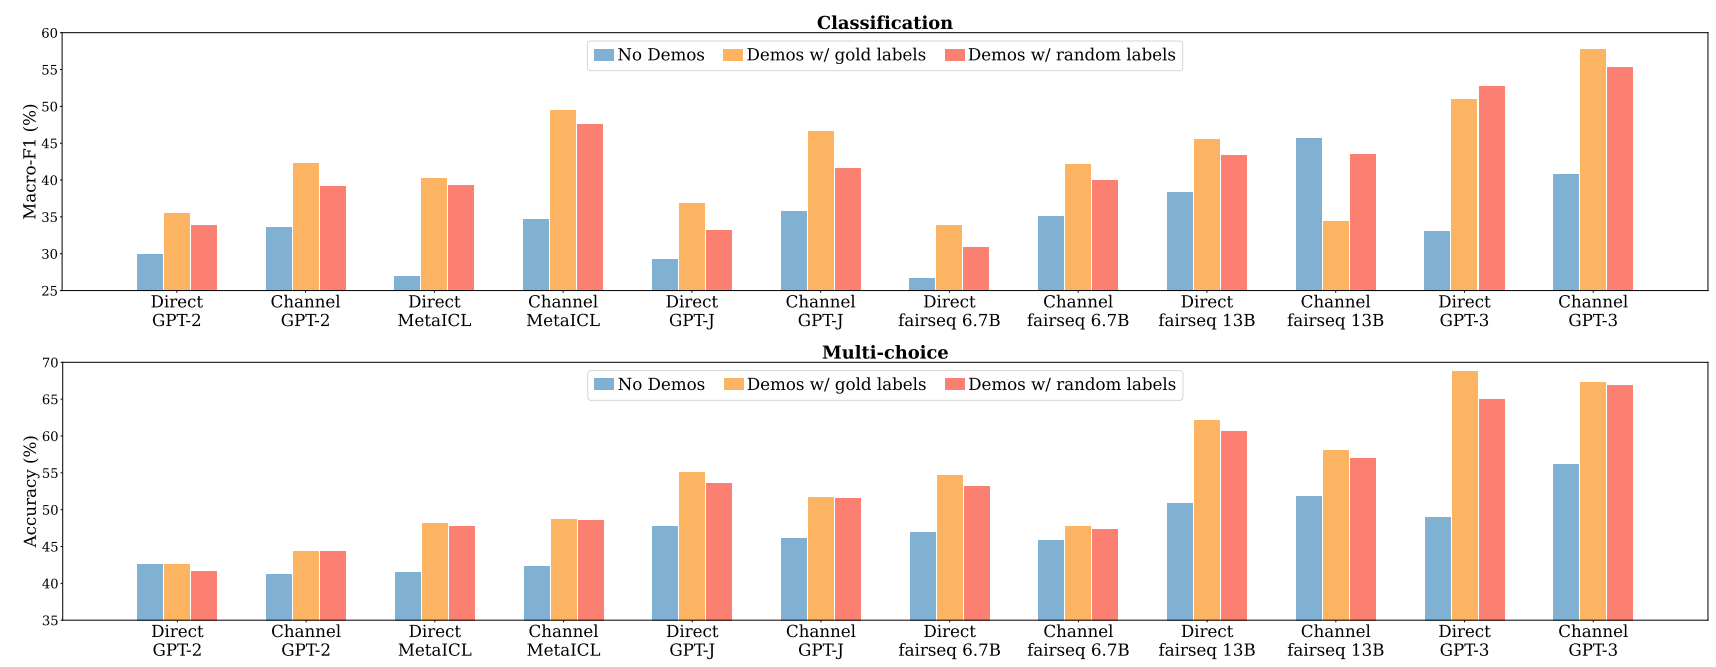 Classification
No Demos Demos w/ gold labels Demos w/ random labels
Macro-F1 (%)
60
55
50
45
40
35
30
25
Direct Channel Direct Channel Direct Channel Direct Channel Direct Channel Direct Channel
GPT-2 GPT-2 MetaICL MetaICL GPT-J GPT-J fairseq 6.7B fairseq 6.7B fairseq 13B fairseq 13B GPT-3 GPT-3
Multi-choice
No Demos Demos w/ gold labels Demos w/ random labels
Accuracy (%)
70
65
60
55
50
45
40
35
Direct Channel Direct Channel Direct Channel Direct Channel Direct Channel Direct Channel
GPT-2 GPT-2 MetaICL MetaICL GPT-J GPT-J fairseq 6.7B fairseq 6.7B fairseq 13B fairseq 13B GPT-3 GPT-3